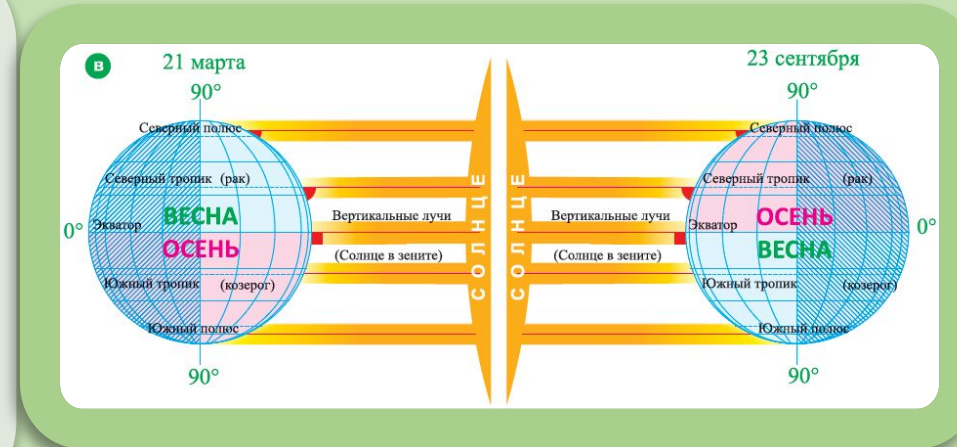 В
21 марта
90°
Северный полюс
Северный тропик (рак)
0°
Экватор
ВЕСНА
ОСЕНЬ
Южный тропик (козерог)
Южный полюс
90°
Вертикальные лучи
(Солнце в зените)
СОЛНЦЕ
СОЛНЦЕ
23 сентября
90°
Северный полюс
Северный тропик (рак)
Вертикальные лучи
(Солнце в зените)
Экватор
ОСЕНЬ
ВЕСНА
0°
Южный тропик (козерог)
Южный полюс
90°